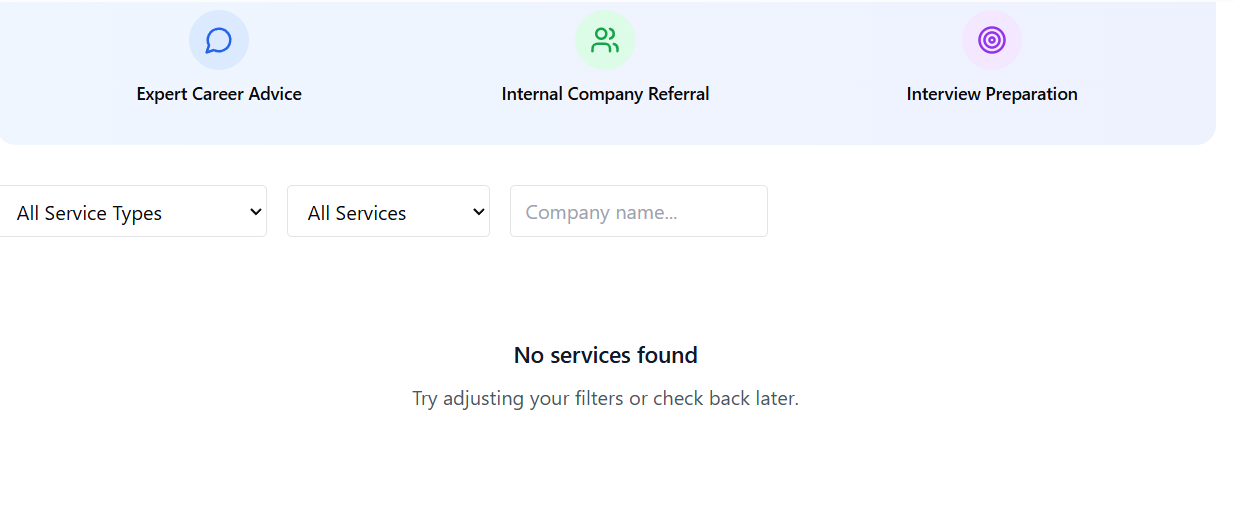 Expert Career Advice
Internal Company Referral
Interview Preparation
All Service Types
All Services
Company name...
No services found
Try adjusting your filters or check back later.